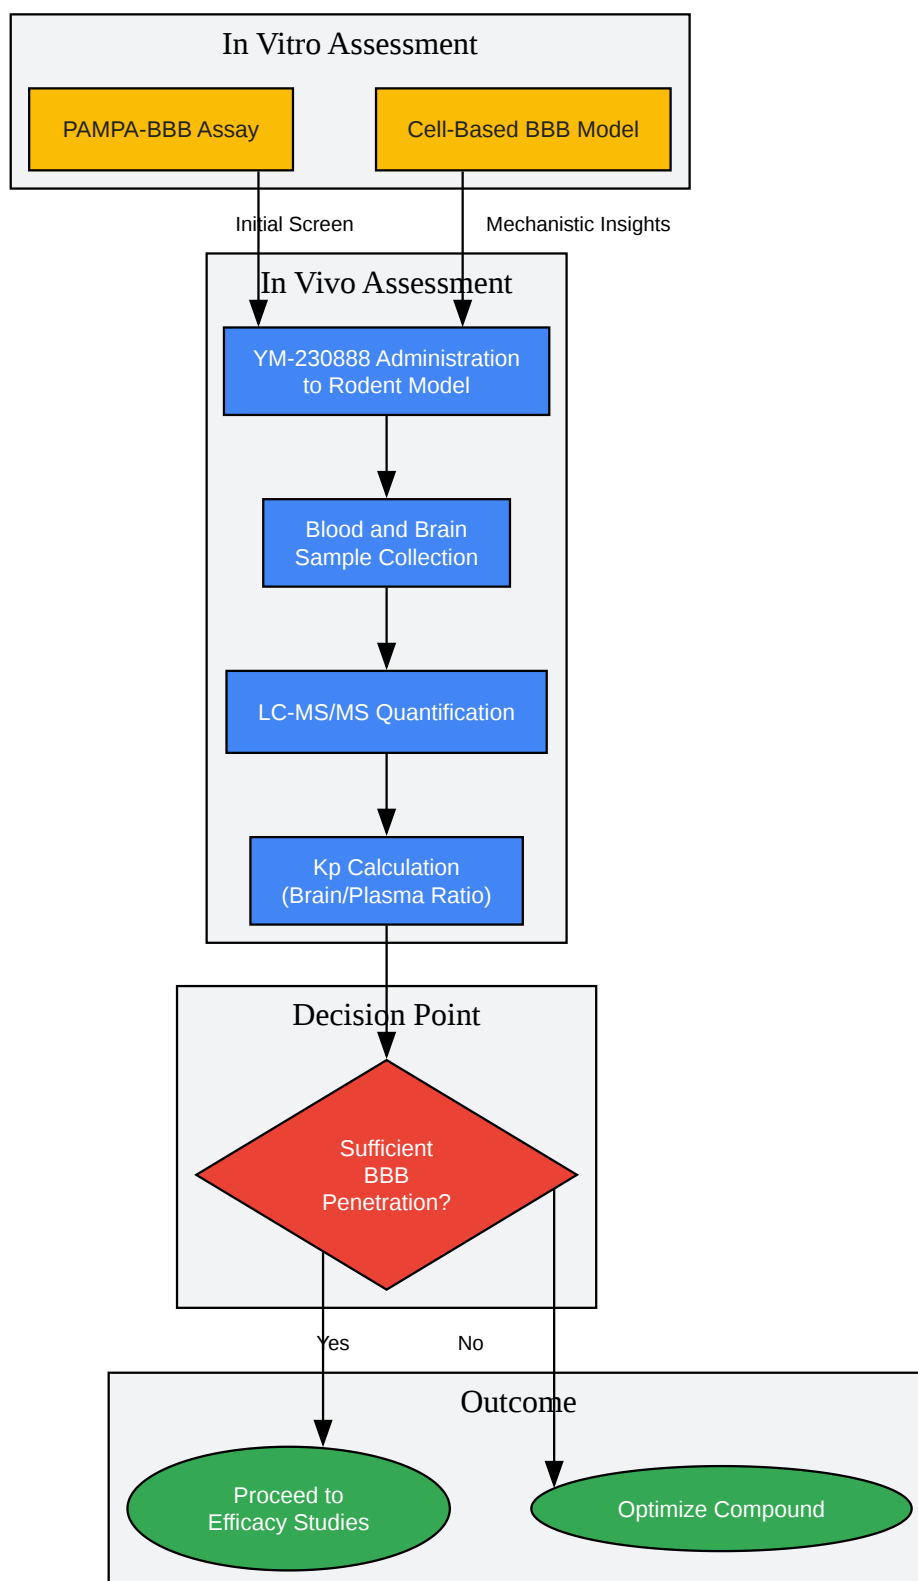 In Vitro Assessment
PAMPA-BBB Assay
Cell-Based BBB Model
Initial Screen
Mechanistic Insights
In Vivo Assessment
YM-230888 Administration
to Rodent Model
Blood and Brain
Sample Collection
LC-MS/MS Quantification
Kp Calculation
(Brain/Plasma Ratio)
Decision Point
Sufficient
BBB
Penetration?
Yes
No
Outcome
Proceed to
Efficacy Studies
Optimize Compound